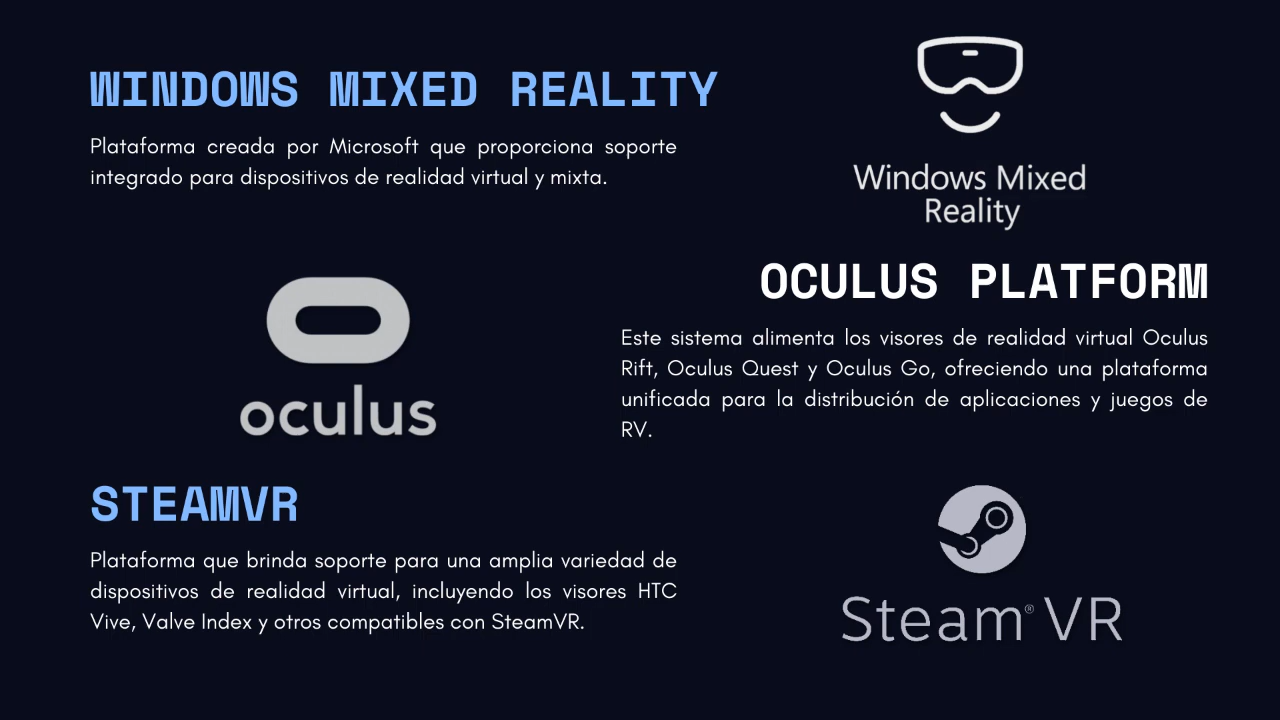 WINDOWS MIXED REALITY
Plataforma creada por Microsoft que proporciona soporte
integrado para dispositivos de realidad virtual y mixta.
Windows Mixed
Reality
oculus
OCULUS PLATFORM
Este sistema alimenta los visores de realidad virtual Oculus
Rift, Oculus Quest y Oculus Go, ofreciendo una plataforma
unificada para la distribución de aplicaciones y juegos de
RV.
STEAMVR
Plataforma que brinda soporte para una amplia variedad de
dispositivos de realidad virtual, incluyendo los visores HTC
Vive, Valve Index y otros compatibles con SteamVR.
Steam® VR